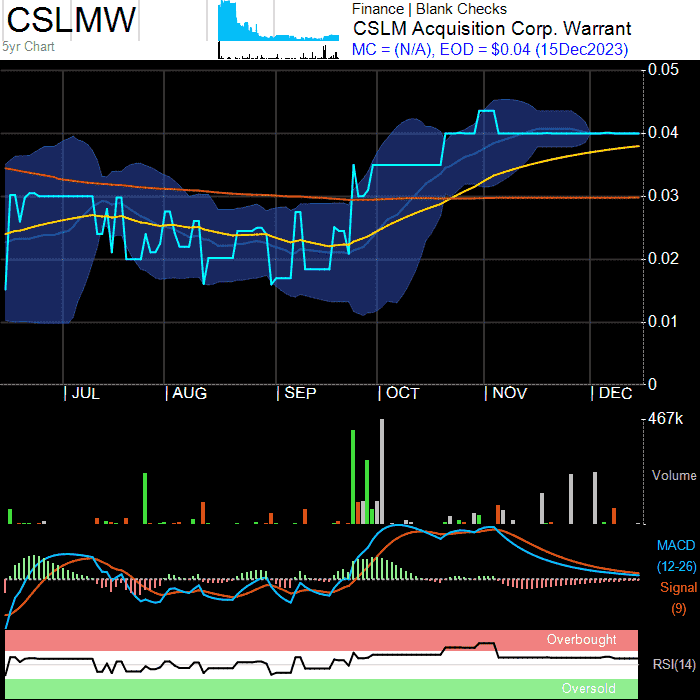 CSLMW
5yr Chart
Finance | Blank Checks
CSLM Acquisition Corp. Warrant
MC = (N/A), EOD = $0.04 (15Dec2023)
0.05
0.04
0.03
0.02
0.01
0
| JUL | AUG | SEP | OCT | NOV | DEC
467k
Volume
MACD
(12-26)
Signal
(9)
Overbought
RSI(14)
Oversold